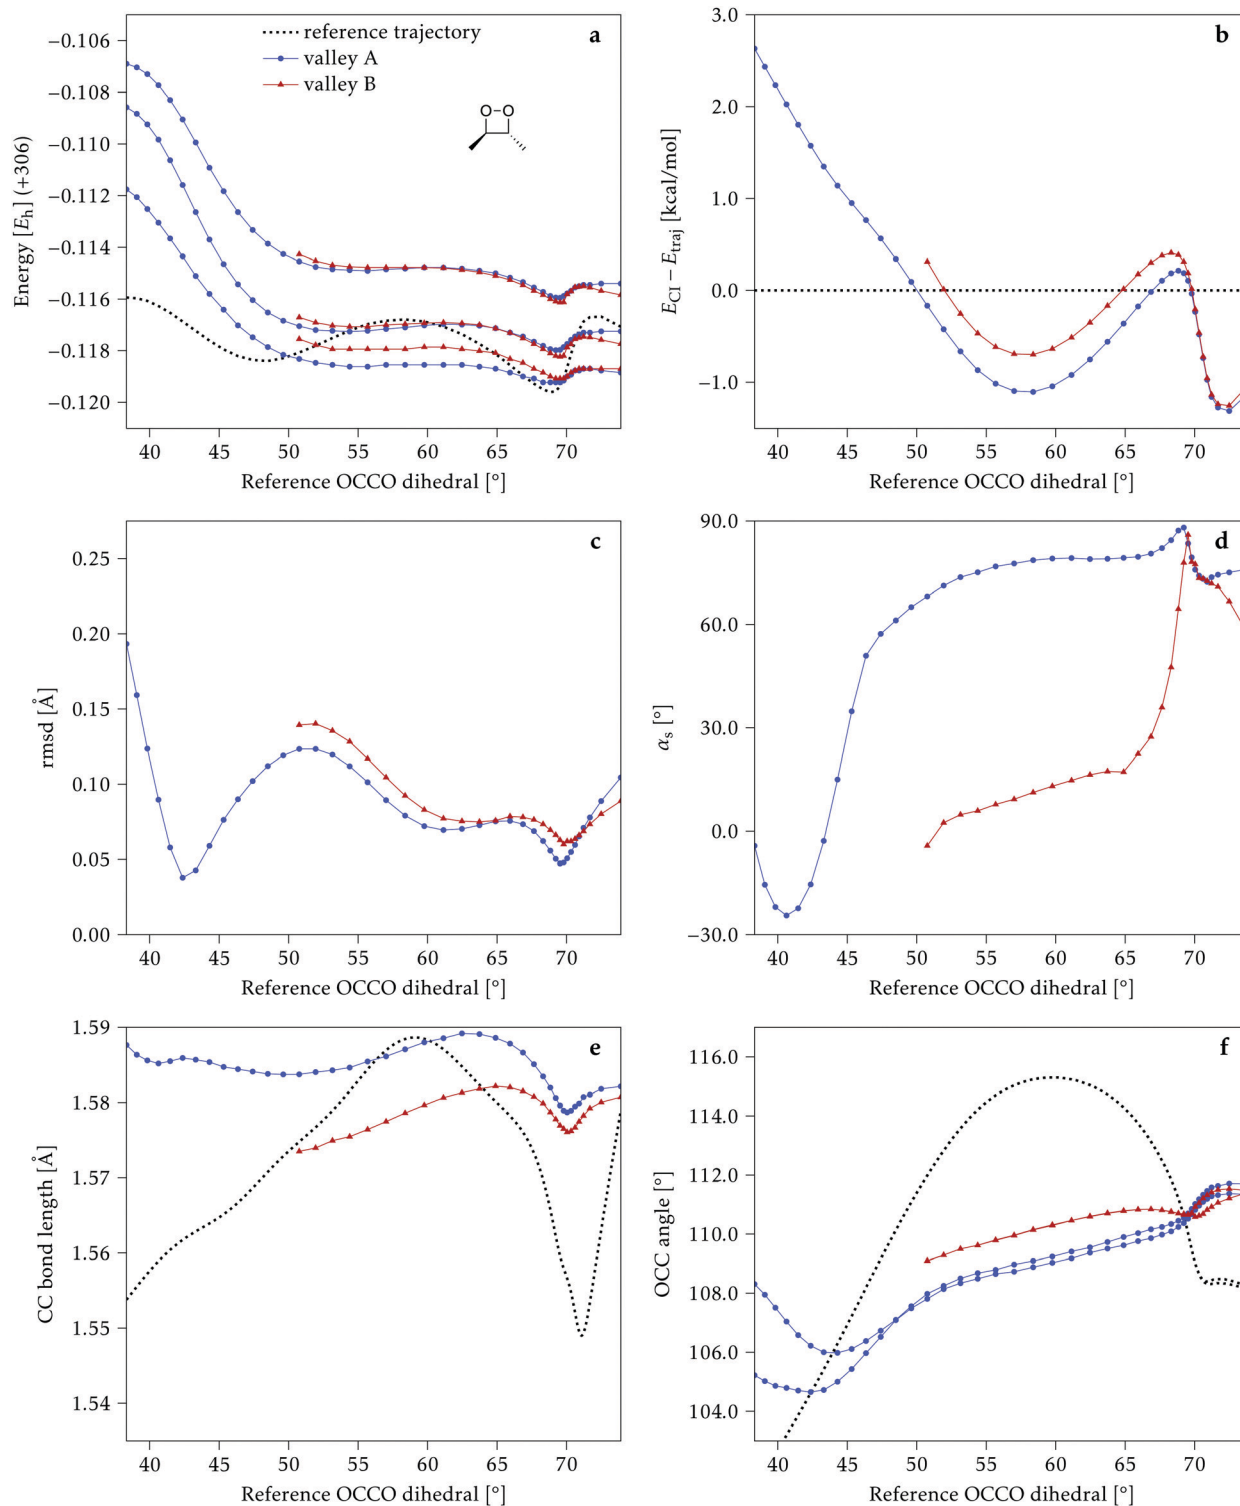 a
reference trajectory
valley A
valley B
O–O
−0.106
−0.108
−0.110
−0.112
−0.114
−0.116
−0.118
−0.120
Energy [Eh] (+306)
40 45 50 55 60 65 70
Reference OCCO dihedral [°]
b
3.0
2.0
1.0
0.0
−1.0
ECI − Etraj [kcal/mol]
40 45 50 55 60 65 70
Reference OCCO dihedral [°]
c
0.25
0.20
0.15
0.10
0.05
0.00
rmsd [Å]
40 45 50 55 60 65 70
Reference OCCO dihedral [°]
d
90.0
60.0
30.0
0.0
−30.0
αs [°]
40 45 50 55 60 65 70
Reference OCCO dihedral [°]
e
1.59
1.58
1.57
1.56
1.55
1.54
CC bond length [Å]
40 45 50 55 60 65 70
Reference OCCO dihedral [°]
f
116.0
114.0
112.0
110.0
108.0
106.0
104.0
OCC angle [°]
40 45 50 55 60 65 70
Reference OCCO dihedral [°]